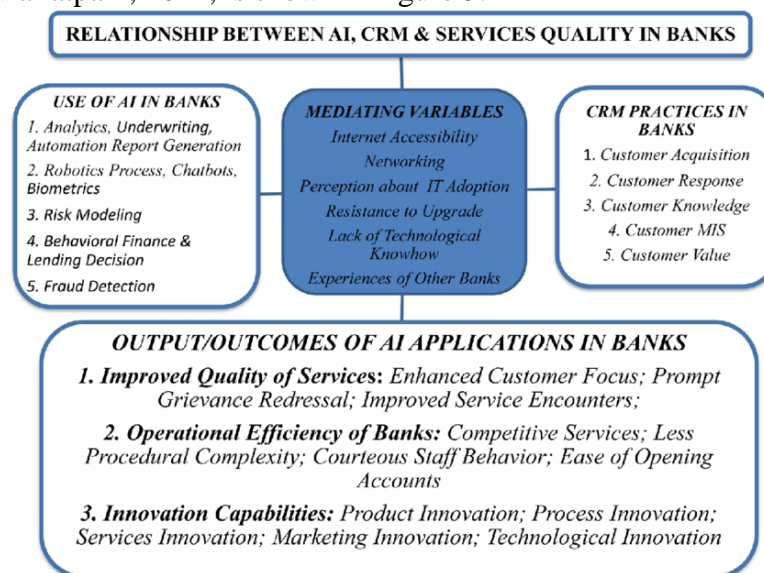 RELATIONSHIP BETWEEN AI, CRM & SERVICES QUALITY IN BANKS
USE OF AI IN BANKS
1. Analytics, Underwriting,
Automation Report Generation
2. Robotics Process, Chatbots,
Biometrics
3. Risk Modeling
4. Behavioral Finance &
Lending Decision
5. Fraud Detection
MEDIATING VARIABLES
Internet Accessibility
Networking
Perception about IT Adoption
Resistance to Upgrade
Lack of Technological
Knowhow
Experiences of Other Banks
CRM PRACTICES IN
BANKS
1. Customer Acquisition
2. Customer Response
3. Customer Knowledge
4. Customer MIS
5. Customer Value
OUTPUT/OUTCOMES OF AI APPLICATIONS IN BANKS
1. Improved Quality of Services: Enhanced Customer Focus; Prompt
Grievance Redressal; Improved Service Encounters;
2. Operational Efficiency of Banks: Competitive Services; Less
Procedural Complexity; Courteous Staff Behavior; Ease of Opening
Accounts
3. Innovation Capabilities: Product Innovation; Process Innovation;
Services Innovation; Marketing Innovation; Technological Innovation